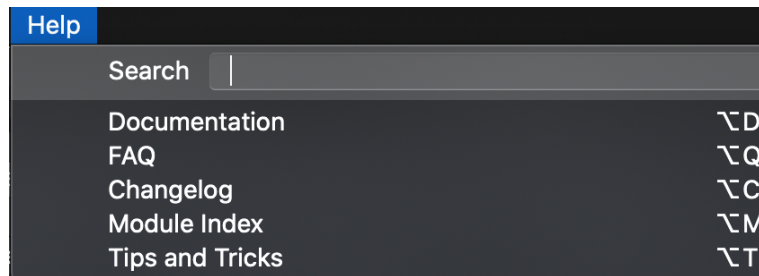 Help
Search
Documentation ⌥D
FAQ ⌥Q
Changelog ⌥C
Module Index ⌥M
Tips and Tricks ⌥T